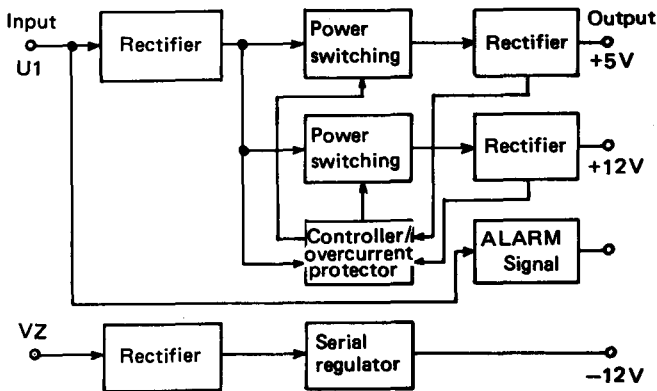 Input
U1
Rectifier
Power
switching
Rectifier
Output
+5V
Power
switching
Rectifier
+12V
Controller/
overcurrent
protector
ALARM
Signal
VZ
Rectifier
Serial
regulator
−12V